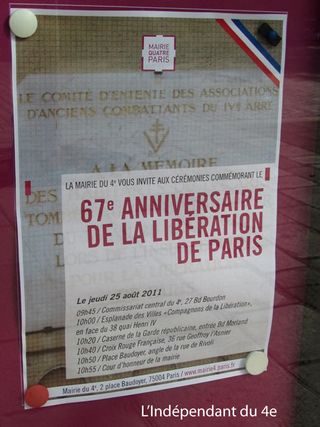 MAIRIE
QUATRE
PARIS
LE COMITÉ D'ENTENTE DES ASSOCIATIONS
D'ANCIENS COMBATTANTS DU IVE ARRT
A LA MÉMOIRE
DES
TOM
LA MAIRIE DU 4e VOUS INVITE AUX CÉRÉMONIES COMMÉMORANT LE
67e ANNIVERSAIRE
DE LA LIBÉRATION
DE PARIS
Le jeudi 25 août 2011
09h45 / Commissariat central du 4e, 27 Bd Bourdon
10h00 / Esplanade des Villes «Compagnons de la Libération»,
en face du 38 quai Henri IV
10h20 / Caserne de la Garde républicaine, entrée Bd Morland
10h40 / Croix Rouge Française, 36 rue Geoffroy l'Asnier
10h50 / Place Baudoyer, angle de la rue de Rivoli
10h55 / Cour d'honneur de la mairie
Mairie du 4e, 2 place Baudoyer, 75004 Paris / www.mairie4.paris.fr
L'Indépendant du 4e